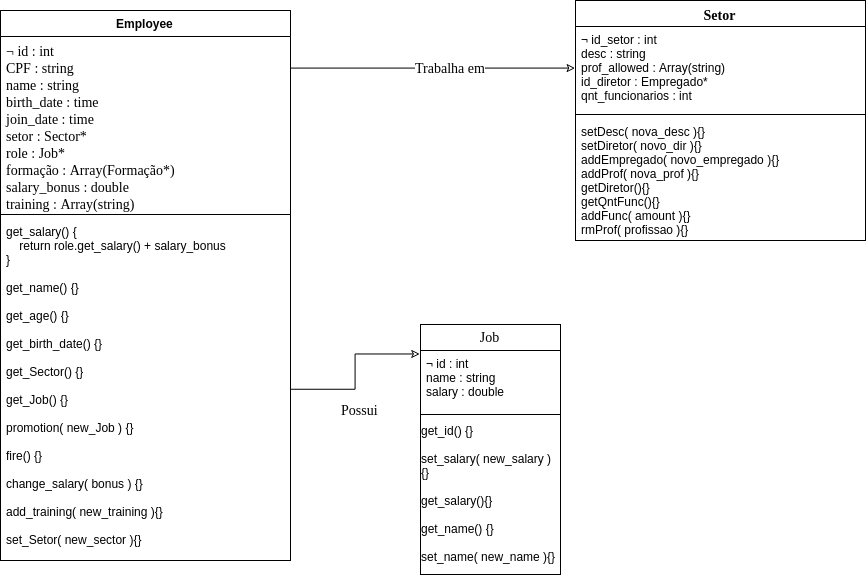 Employee
¬ id : int
CPF : string
name : string
birth_date : time
join_date : time
setor : Sector*
role : Job*
formação : Array(Formação*)
salary_bonus : double
training : Array(string)
get_salary() {
return role.get_salary() + salary_bonus
}
get_name() {}
get_age() {}
get_birth_date() {}
get_Sector() {}
get_Job() {}
promotion( new_Job ) {}
fire() {}
change_salary( bonus ) {}
add_training( new_training ){}
set_Setor( new_sector ){}
Trabalha em
Setor
¬ id_setor : int
desc : string
prof_allowed : Array(string)
id_diretor : Empregado*
qnt_funcionarios : int
setDesc( nova_desc ){}
setDiretor( novo_dir ){}
addEmpregado( novo_empregado ){}
addProf( nova_prof ){}
getDiretor(){}
getQntFunc(){}
addFunc( amount ){}
rmProf( profissao ){}
Possui
Job
¬ id : int
name : string
salary : double
get_id() {}
set_salary( new_salary )
{}
get_salary(){}
get_name() {}
set_name( new_name ){}